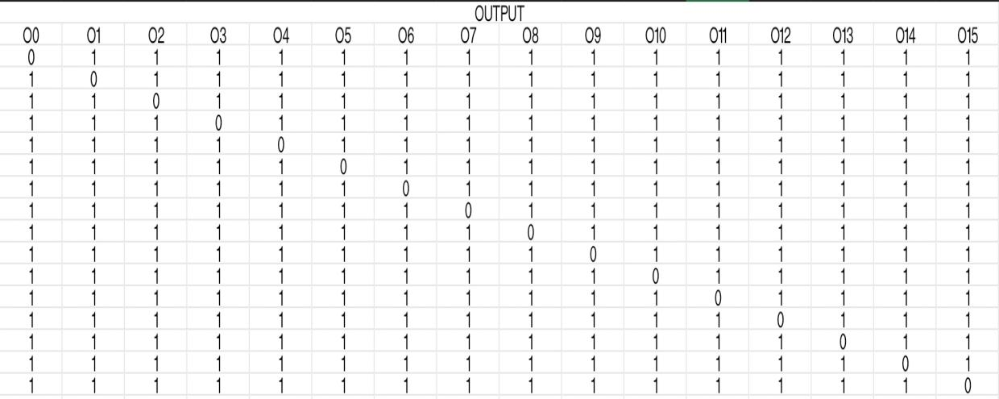 OUTPUT
O0 O1 O2 O3 O4 O5 O6 O7 O8 O9 O10 O11 O12 O13 O14 O15
0 1 1 1 1 1 1 1 1 1 1 1 1 1 1 1
1 0 1 1 1 1 1 1 1 1 1 1 1 1 1 1
1 1 0 1 1 1 1 1 1 1 1 1 1 1 1 1
1 1 1 0 1 1 1 1 1 1 1 1 1 1 1 1
1 1 1 1 0 1 1 1 1 1 1 1 1 1 1 1
1 1 1 1 1 0 1 1 1 1 1 1 1 1 1 1
1 1 1 1 1 1 0 1 1 1 1 1 1 1 1 1
1 1 1 1 1 1 1 0 1 1 1 1 1 1 1 1
1 1 1 1 1 1 1 1 0 1 1 1 1 1 1 1
1 1 1 1 1 1 1 1 1 0 1 1 1 1 1 1
1 1 1 1 1 1 1 1 1 1 0 1 1 1 1 1
1 1 1 1 1 1 1 1 1 1 1 0 1 1 1 1
1 1 1 1 1 1 1 1 1 1 1 1 0 1 1 1
1 1 1 1 1 1 1 1 1 1 1 1 1 0 1 1
1 1 1 1 1 1 1 1 1 1 1 1 1 1 0 1
1 1 1 1 1 1 1 1 1 1 1 1 1 1 1 0